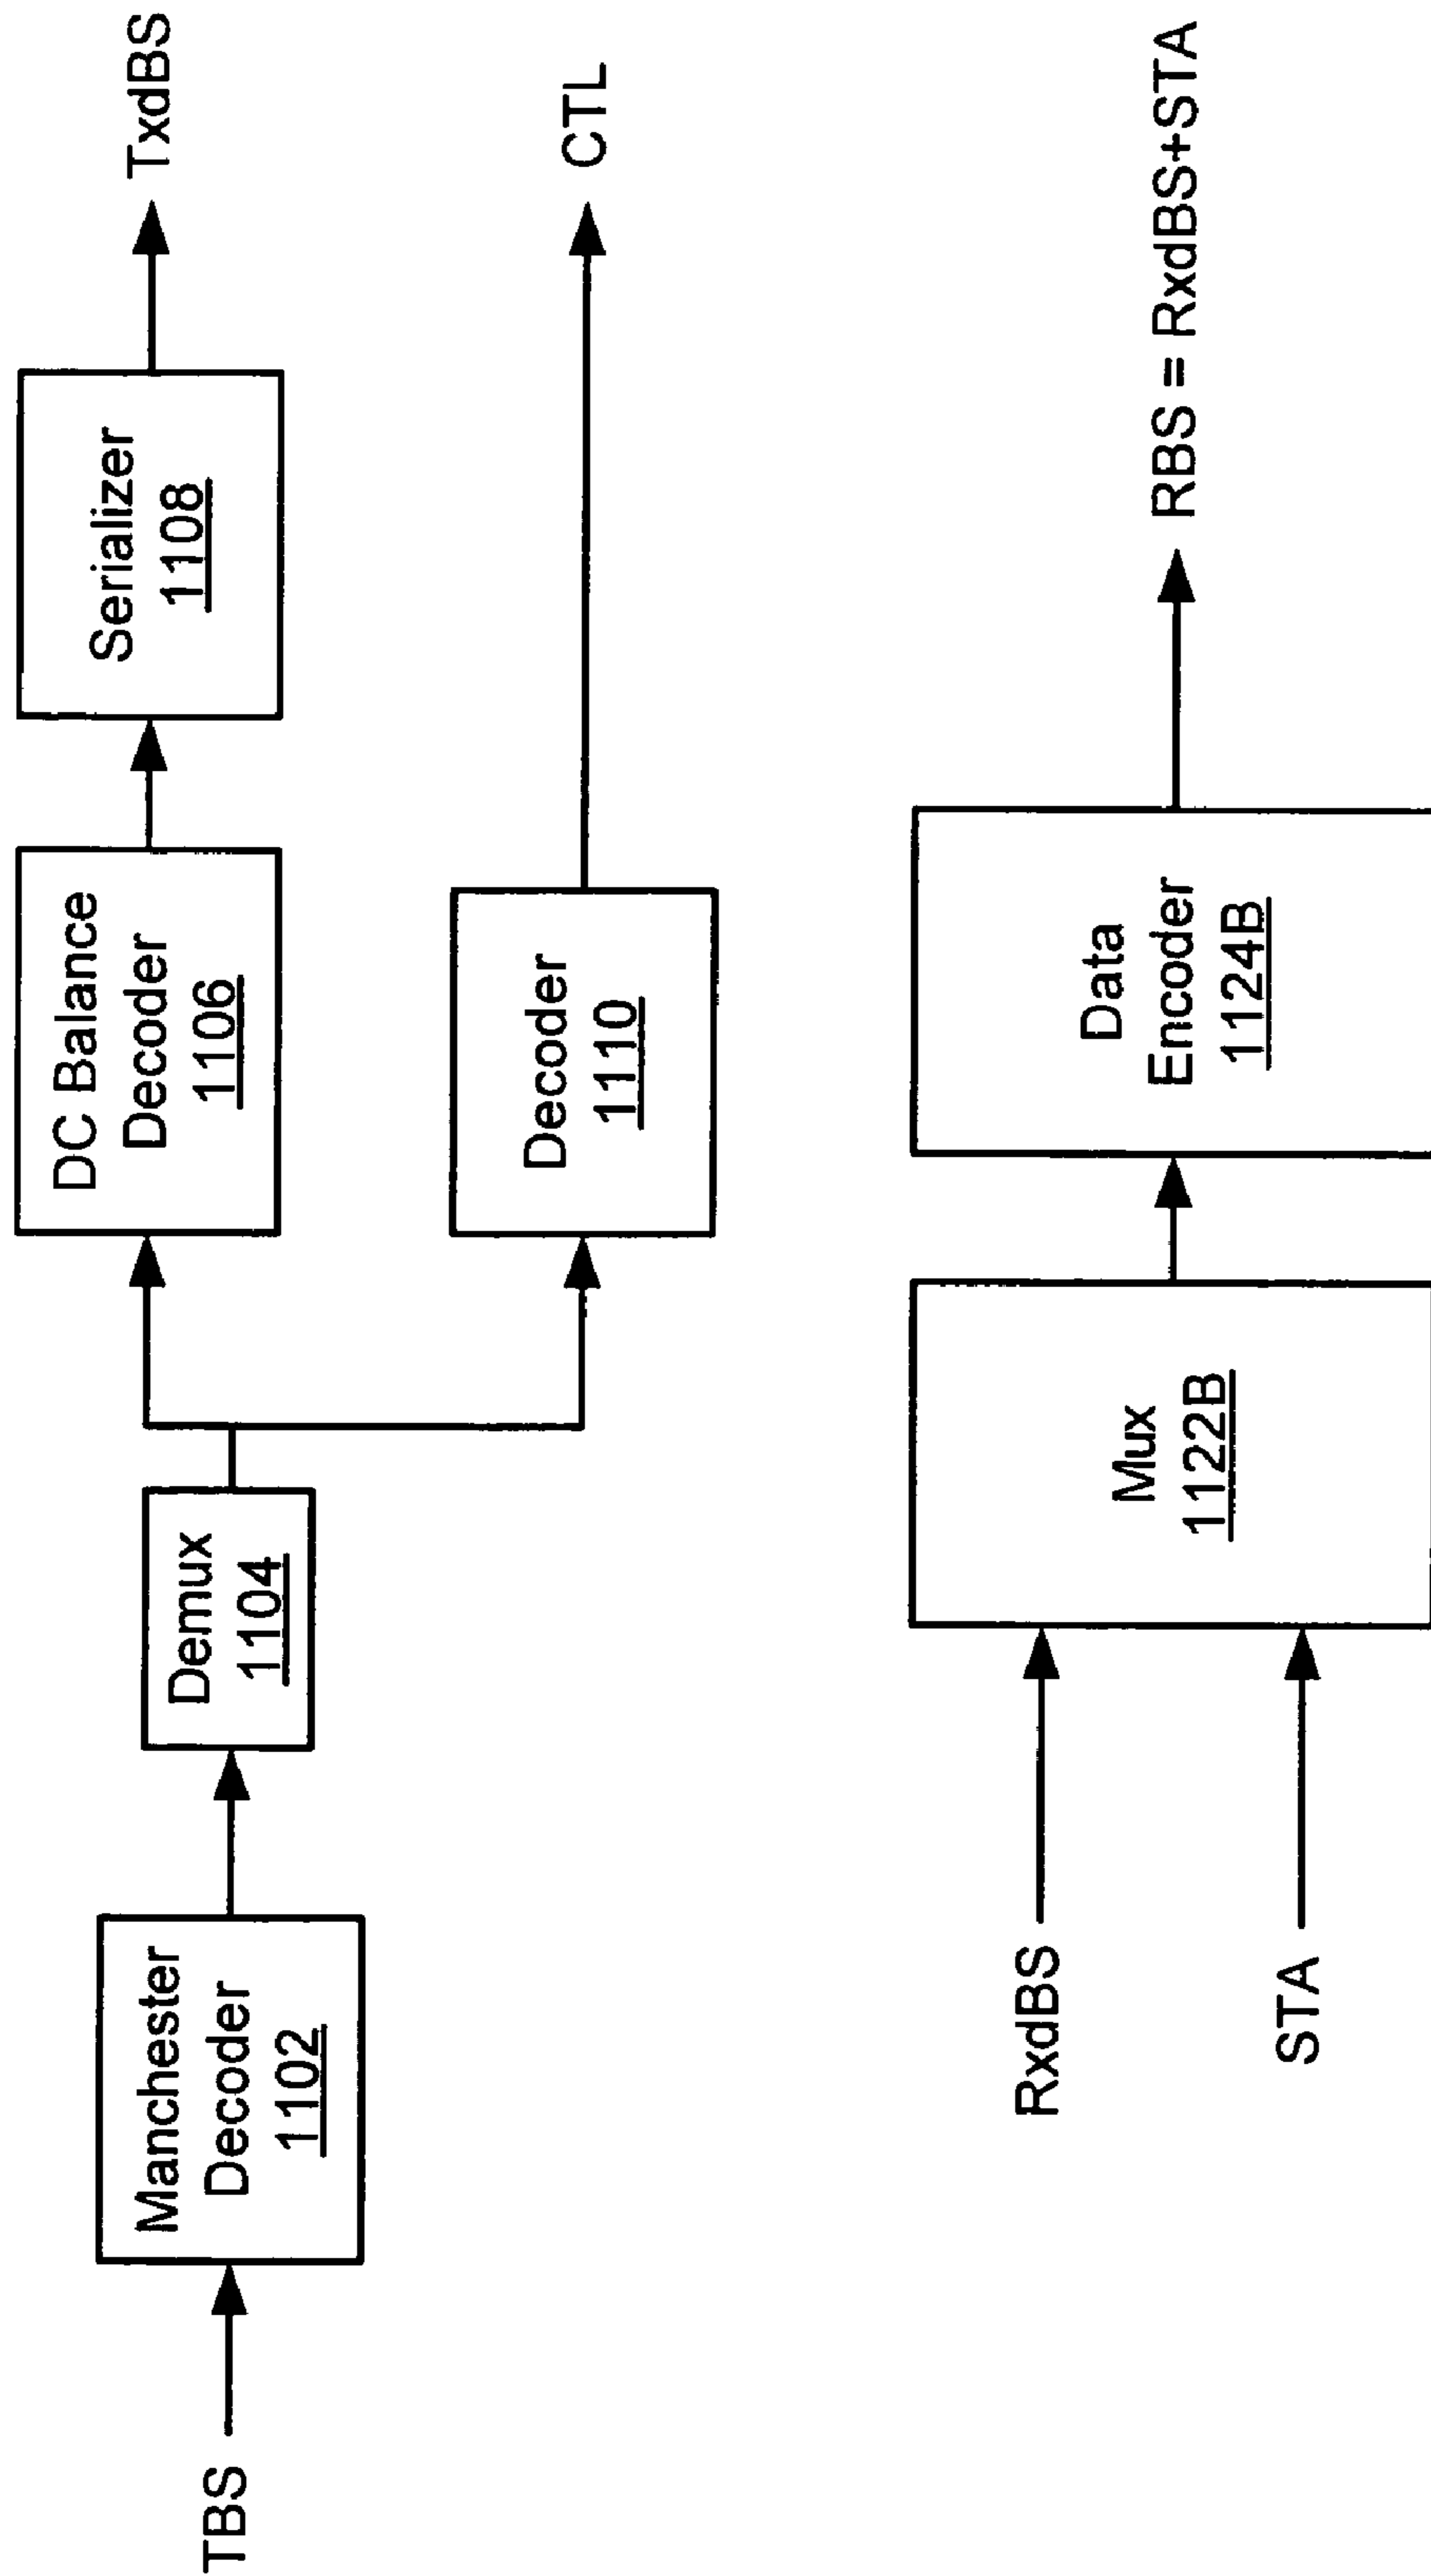 TBS
Manchester
Decoder
1102
Demux
1104
DC Balance
Decoder
1106
Serializer
1108
TxdBS
Decoder
1110
CTL
RxdBS
STA
Mux
1122B
Data
Encoder
1124B
RBS = RxdBS+STA